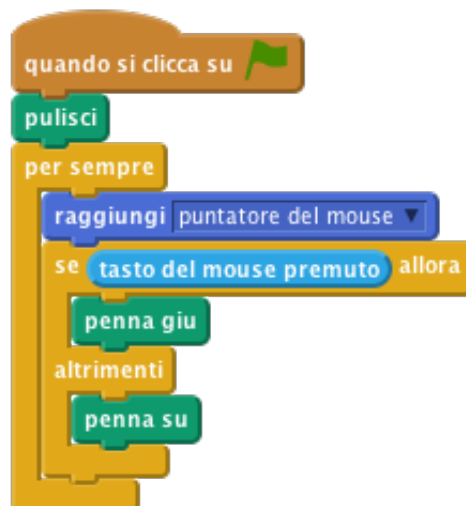 quando si clicca su
pulisci
per sempre
raggiungi puntatore del mouse
se tasto del mouse premuto allora
penna giu
altrimenti
penna su